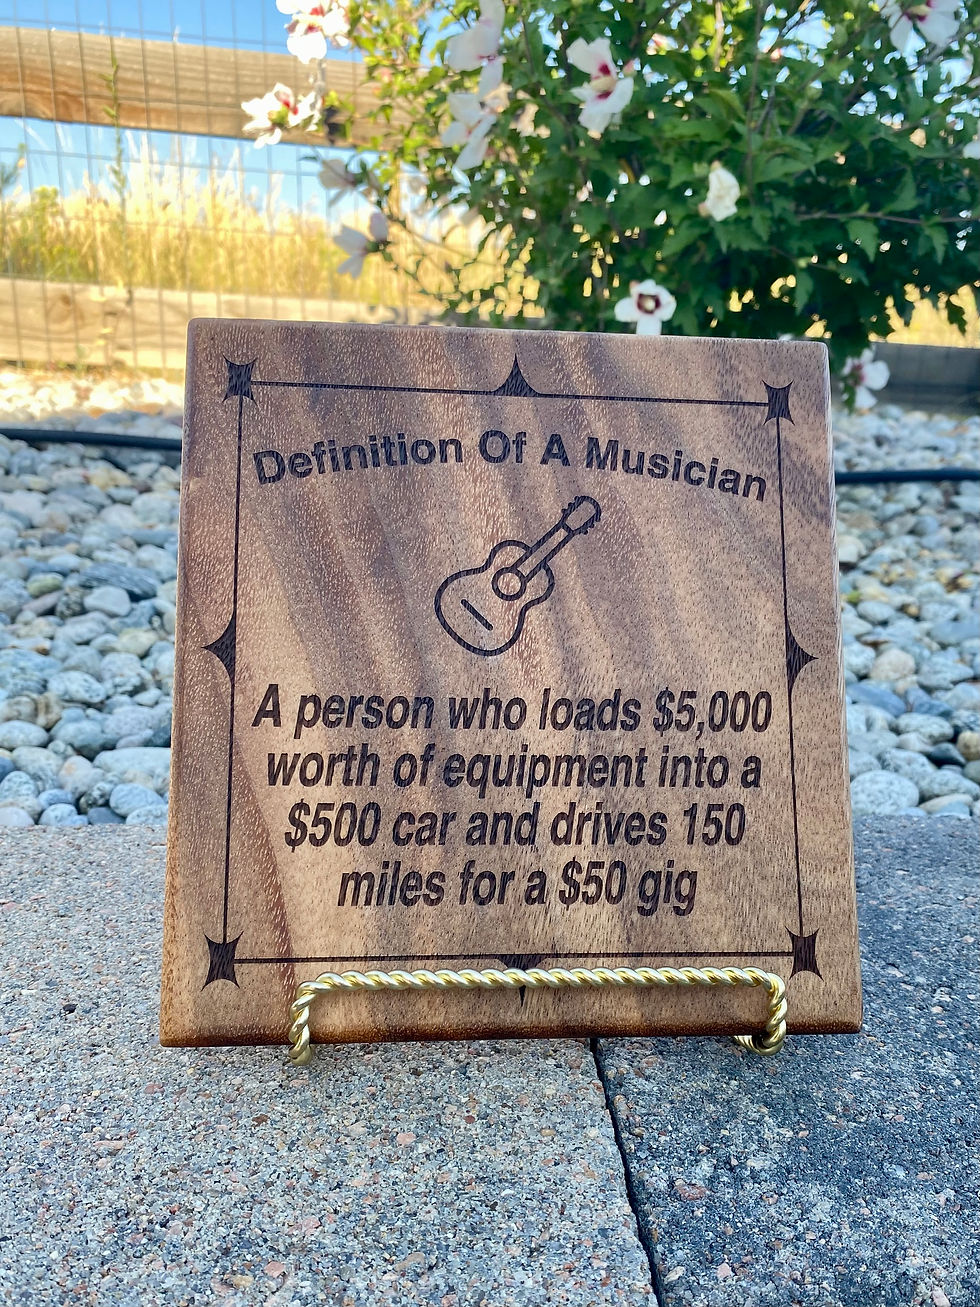 Definition Of A Musician
A person who loads $5,000
worth of equipment into a
$500 car and drives 150
miles for a $50 gig